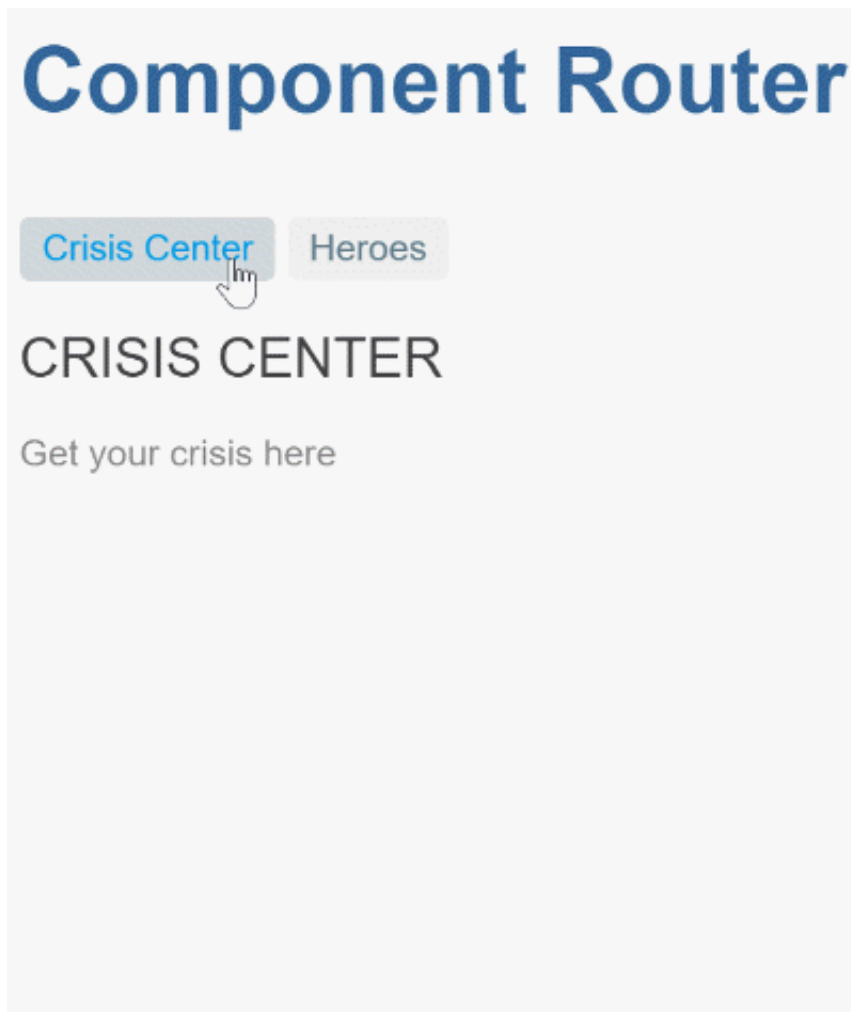 Component Router
Crisis Center Heroes
CRISIS CENTER
Get your crisis here